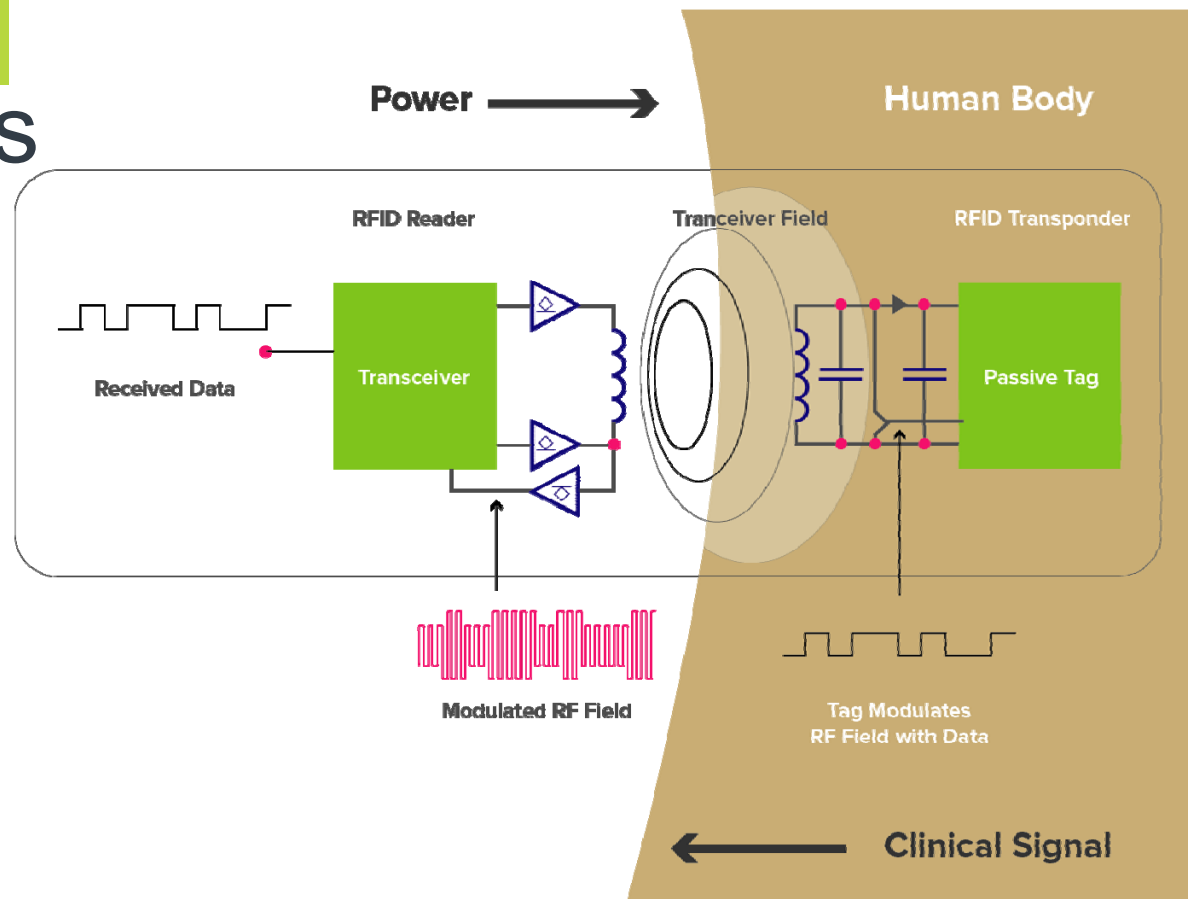 s
Power
Human Body
RFID Reader
Tranceiver Field
RFID Transponder
Transceiver
Passive Tag
Received Data
Modulated RF Field
Tag Modulates
RF Field with Data
Clinical Signal